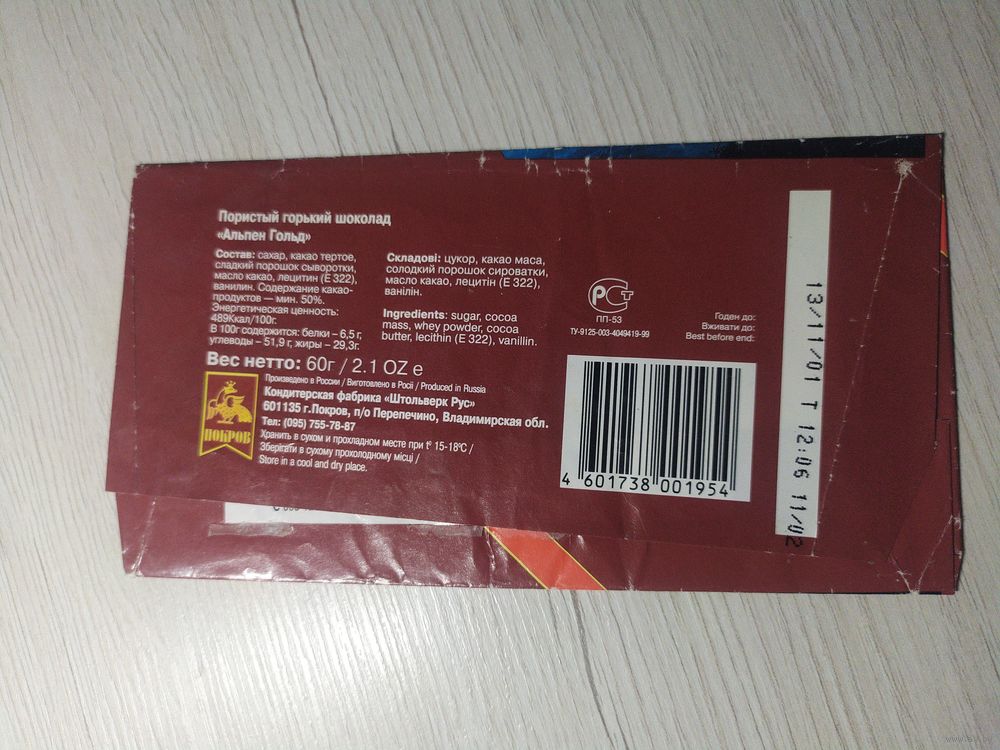 Пористый горький шоколад
«Альпен Гольд»
Состав: сахар, какао тертое,
сладкий порошок сыворотки,
масло какао, лецитин (Е 322),
ванилин. Содержание какао-
продуктов — мин. 50%.
Энергетическая ценность:
489Ккал/100г.
В 100г содержится: белки – 6,5 г,
углеводы – 51,9 г, жиры – 29,3г.
Складові: цукор, какао маса,
солодкий порошок сироватки,
масло какао, лецітін (Е 322),
ванілін.
Ingredients: sugar, cocoa
mass, whey powder, cocoa
butter, lecithin (E 322), vanillin.
Вес нетто: 60г / 2.1 OZ e
Произведено в России / Виготовлено в Росії / Produced in Russia
Кондитерская фабрика «Штольверк Рус»
601135 г.Покров, п/о Перепечино, Владимирская обл.
Тел: (095) 755-78-87
Хранить в сухом и прохладном месте при t° 15-18°С /
Зберігати в сухому прохолодному місці /
Store in a cool and dry place.
ПОКРОВ
РСТ
ПП-53
ТУ-9125-003-4049419-99
Годен до:
Вживати до:
Best before end:
4 601738 001954
13/11/01 T 12:06 11/02